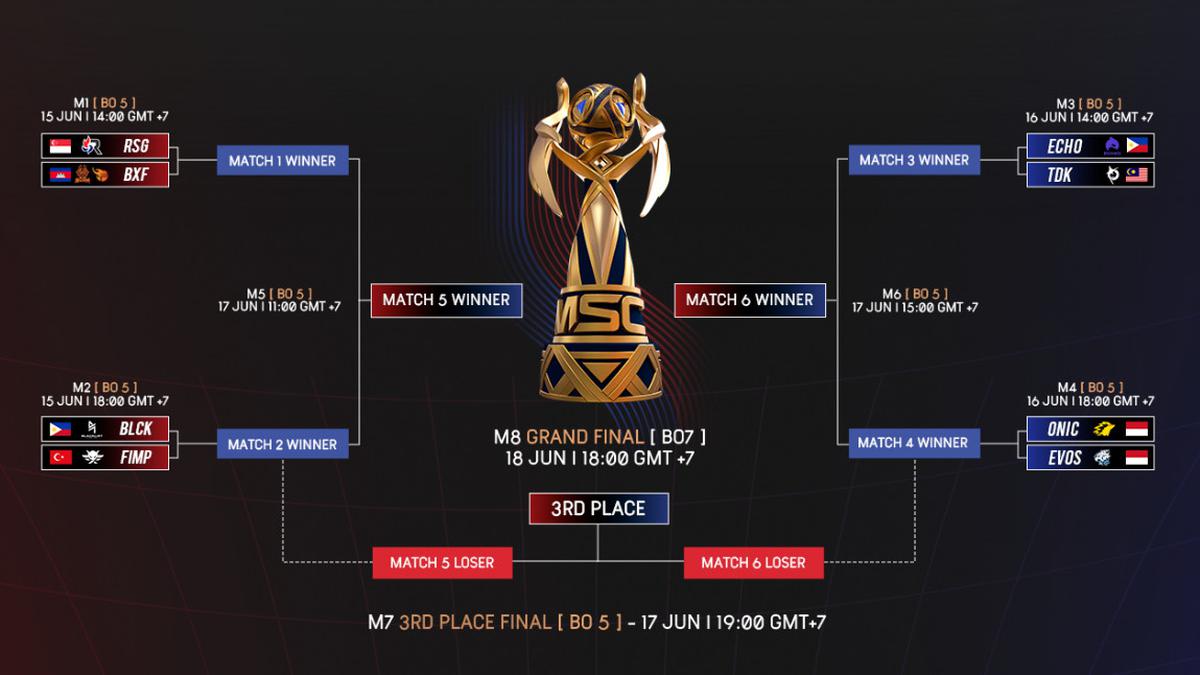 M1 [ BO 5 ]
15 JUN | 14:00 GMT +7
RSG
BXF
MATCH 1 WINNER
M5 [ BO 5 ]
17 JUN | 11:00 GMT +7
MATCH 5 WINNER
M2 [ BO 5 ]
15 JUN | 18:00 GMT +7
BLCK
FIMP
MATCH 2 WINNER
MSC
M3 [ BO 5 ]
16 JUN | 14:00 GMT +7
ECHO
TDK
MATCH 3 WINNER
MATCH 6 WINNER
M6 [ BO 5 ]
17 JUN | 15:00 GMT +7
M4 [ BO 5 ]
16 JUN | 18:00 GMT +7
ONIC
EVOS
MATCH 4 WINNER
M8 GRAND FINAL [ BO7 ]
18 JUN | 18:00 GMT +7
3RD PLACE
MATCH 5 LOSER
MATCH 6 LOSER
M7 3RD PLACE FINAL [ BO 5 ] - 17 JUN | 19:00 GMT+7